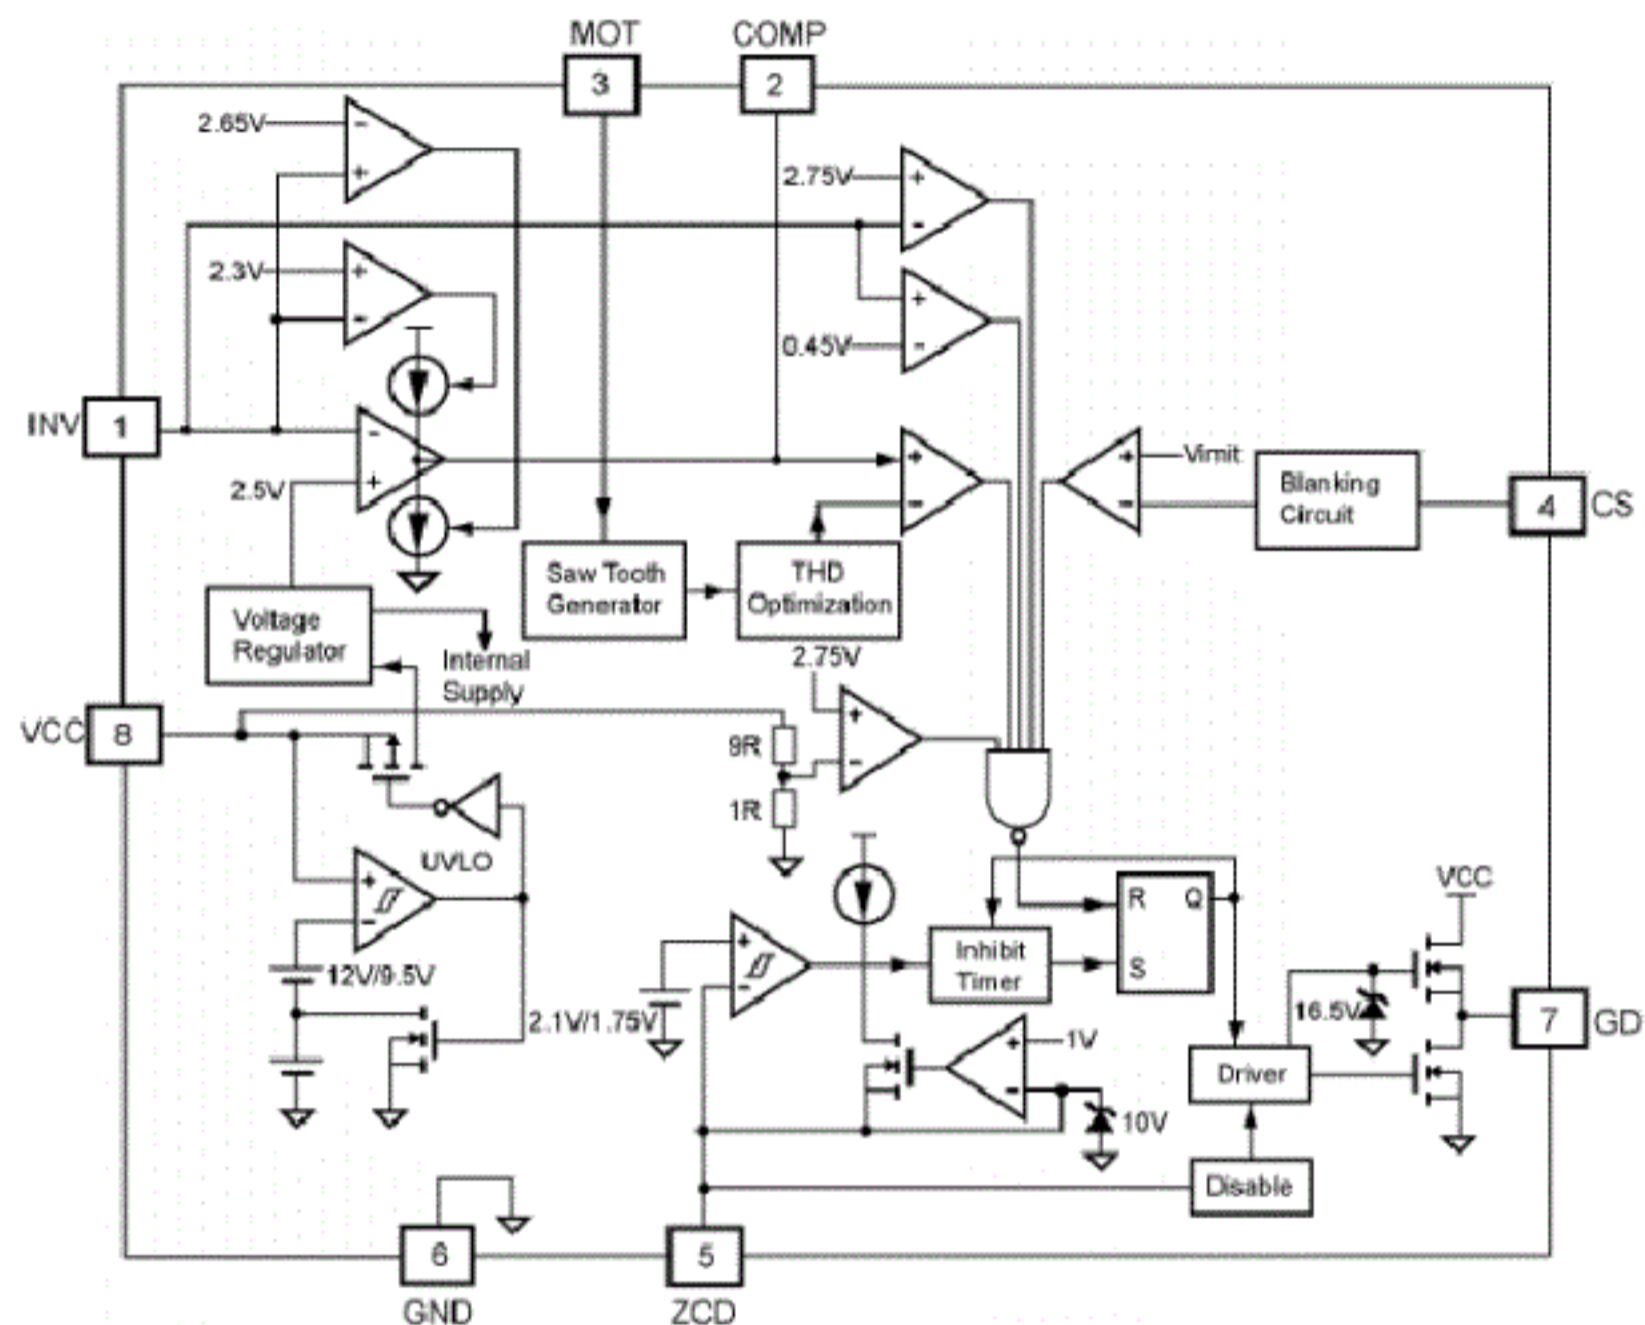 MOT
COMP
3
2
2.65V
-
+
2.75V
+
-
2.3V
+
-
+
0.45V
-
INV
1
-
+
2.5V
+
-
+
-
Vimit
Blanking
Circuit
4
CS
Saw Tooth
Generator
THD
Optimization
Voltage
Regulator
Internal
Supply
2.75V
+
-
VCC
8
9R
1R
UVLO
+
-
12V/9.5V
VCC
R
Q
S
Inhibit
Timer
+
-
2.1V/1.75V
16.5V
7
GD
+
-
1V
10V
Driver
Disable
6
5
GND
ZCD